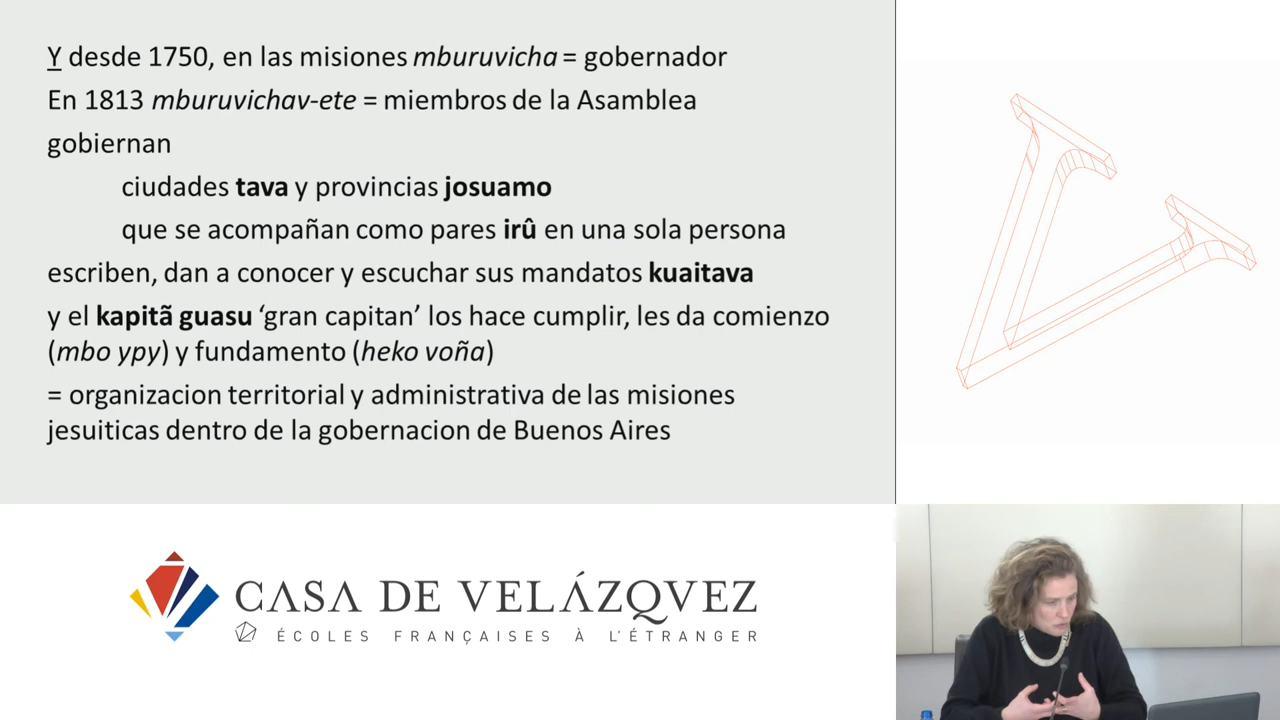 Y desde 1750, en las misiones mburuvicha = gobernador
En 1813 mburuvichav-ete = miembros de la Asamblea
gobiernan
ciudades tava y provincias josuamo
que se acompañan como pares irû en una sola persona
escriben, dan a conocer y escuchar sus mandatos kuaitava
y el kapitã guasu ‘gran capitan’ los hace cumplir, les da comienzo
(mbo ypy) y fundamento (heko voña)
= organizacion territorial y administrativa de las misiones
jesuiticas dentro de la gobernacion de Buenos Aires
CASA DE VELÁZQVEZ
ÉCOLES FRANÇAISES À L'ÉTRANGER